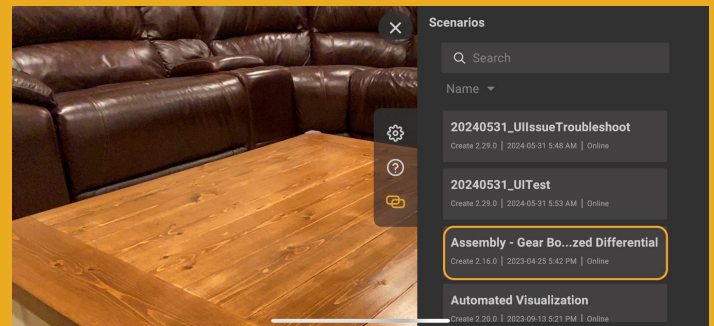 Scenarios
Search
Name
20240531_UIIssueTroubleshoot
Create 2.29.0 | 2024-05-31 5:48 AM | Online
20240531_UITest
Create 2.29.0 | 2024-05-31 5:53 AM | Online
Assembly - Gear Bo...zed Differential
Create 2.16.0 | 2023-04-25 5:42 PM | Online
Automated Visualization
Create 2.20.0 | 2023-09-13 5:21 PM | Online